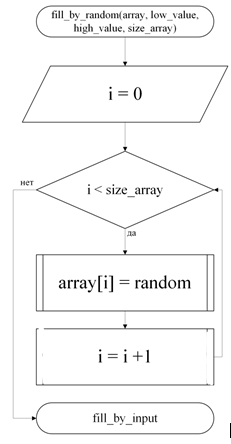 fill_by_random(array, low_value,
high_value, size_array)
i = 0
i < size_array
нет
да
array[i] = random
i = i +1
fill_by_input